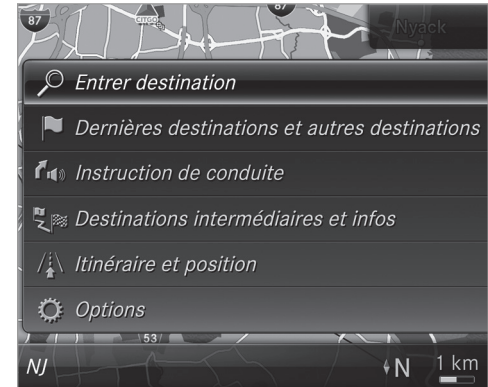 87
CITGO
87
Nyack
Entrer destination
Dernières destinations et autres destinations
Instruction de conduite
Destinations intermédiaires et infos
Itinéraire et position
Options
53
NJ
N
1 km